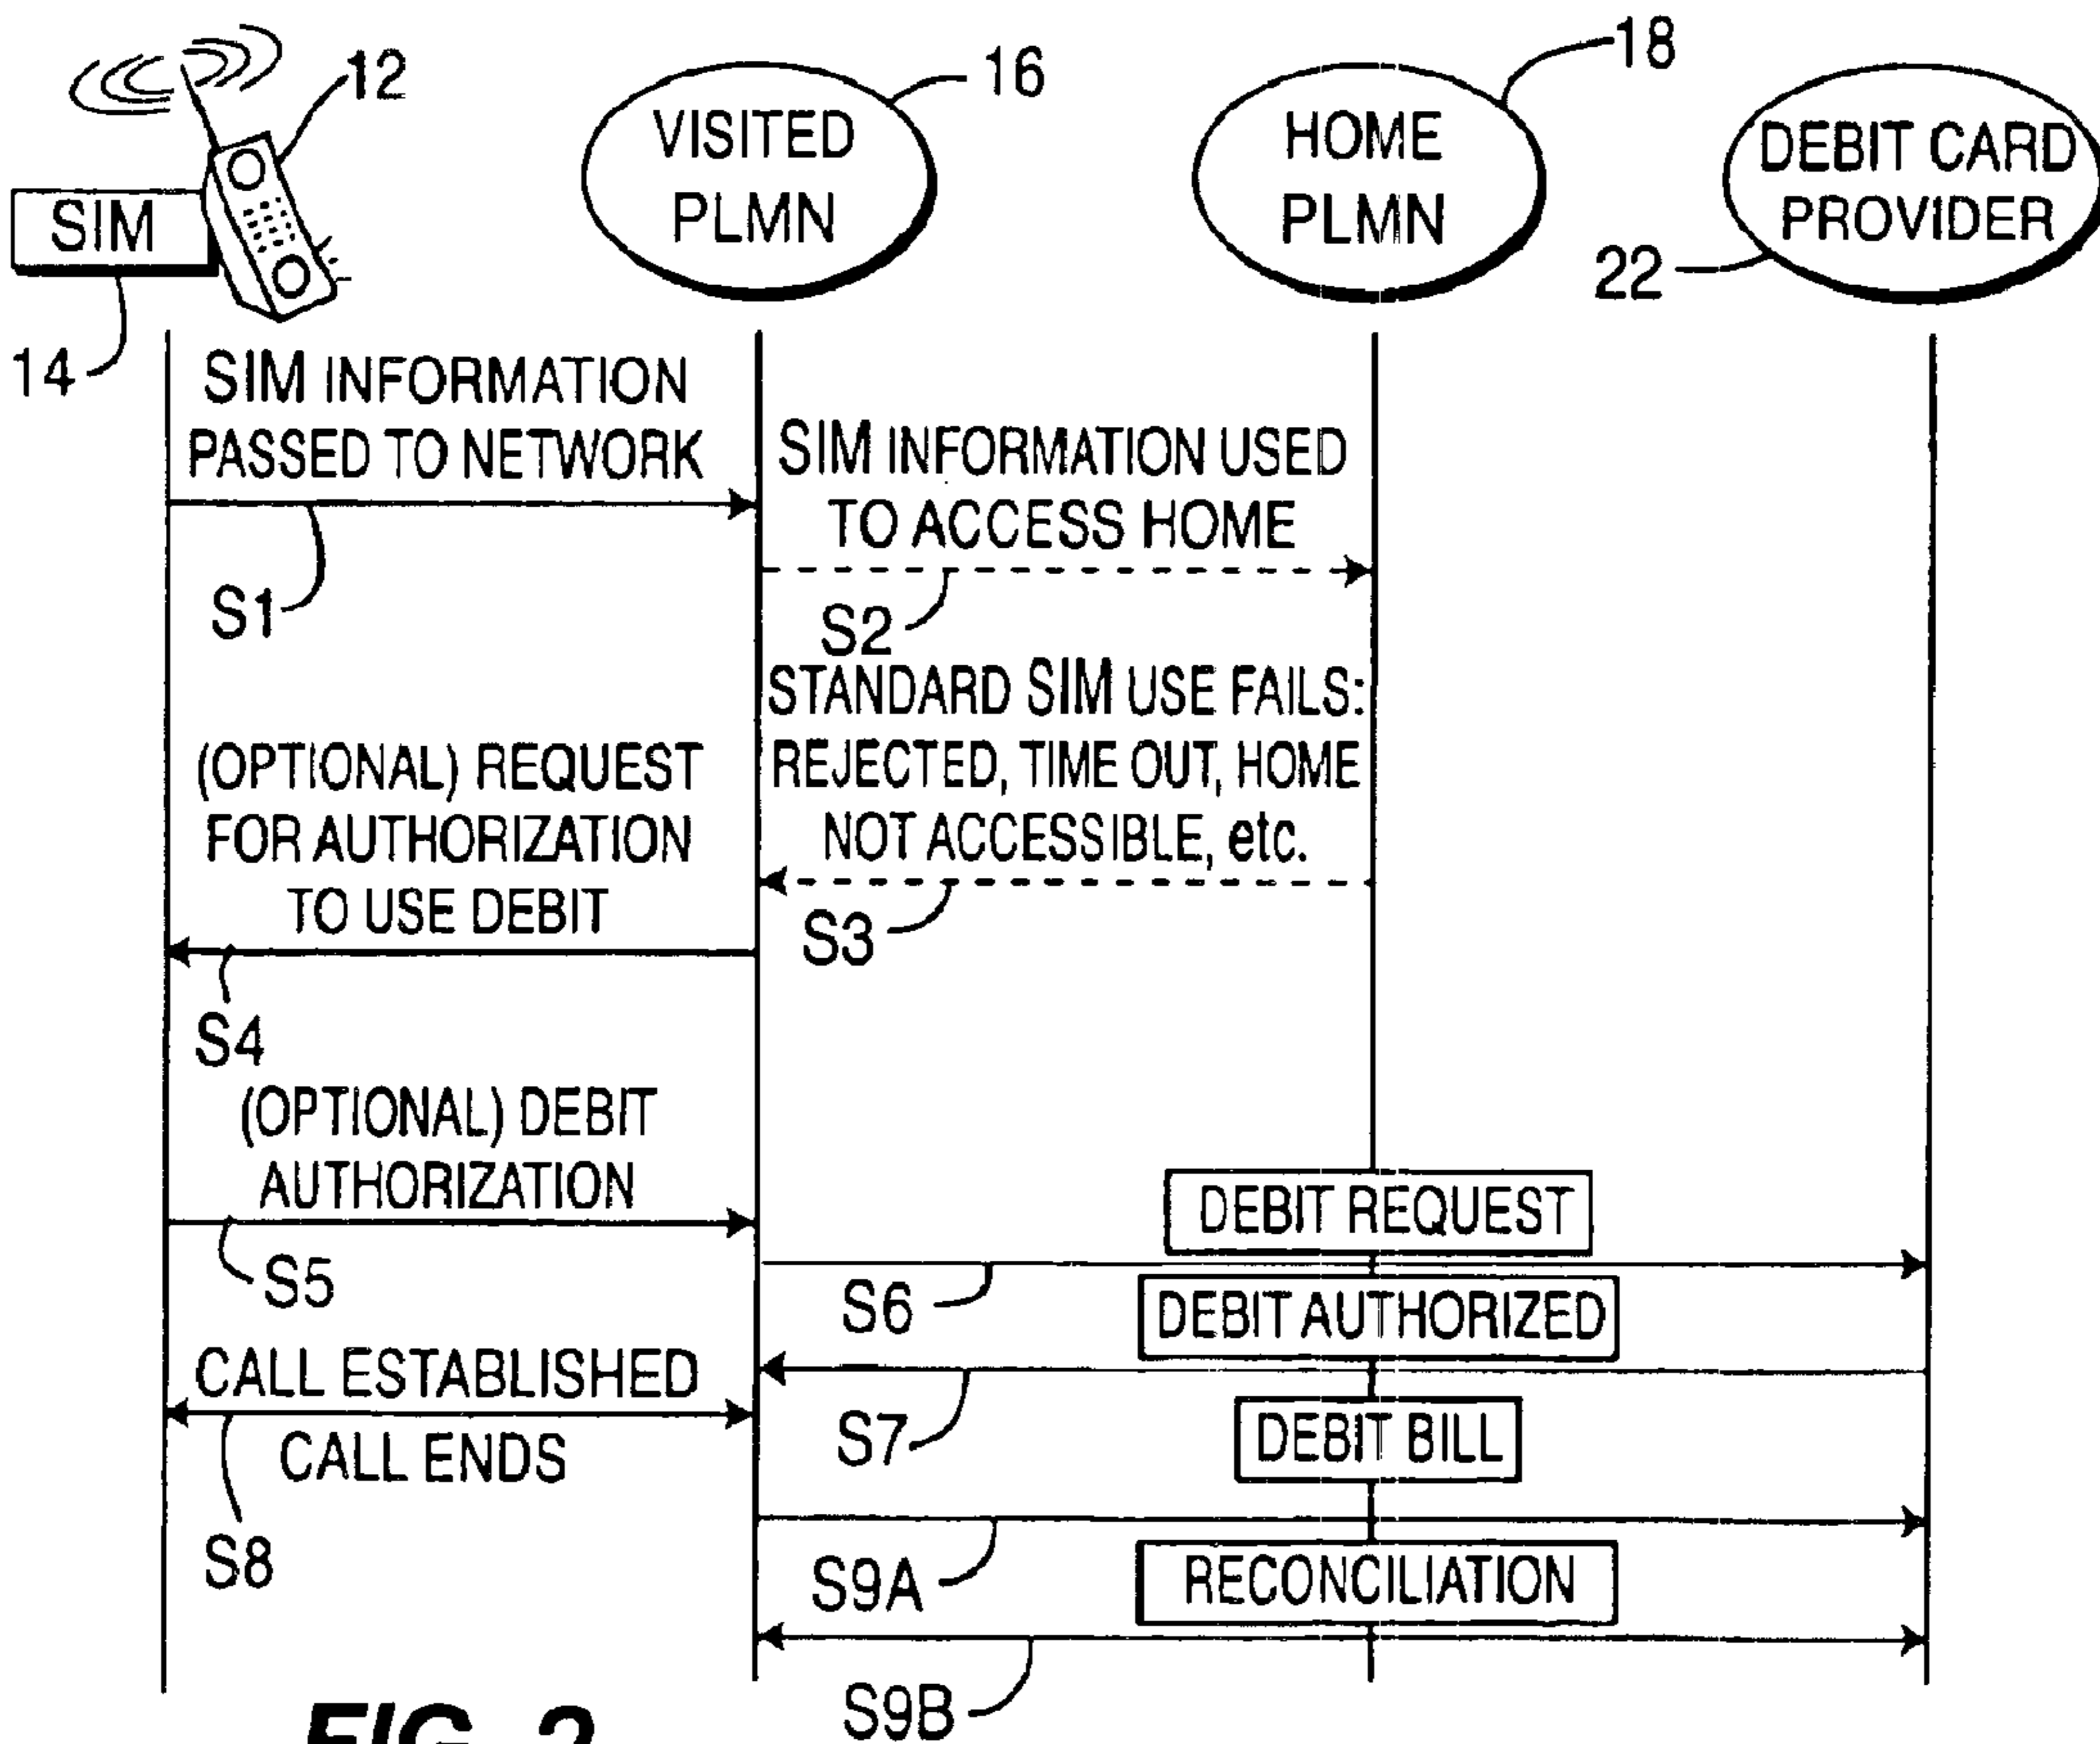 12
16
18
VISITED
PLMN
HOME
PLMN
DEBIT CARD
PROVIDER
SIM
22
14
SIM INFORMATION
PASSED TO NETWORK
S1
SIM INFORMATION USED
TO ACCESS HOME
S2
STANDARD SIM USE FAILS:
REJECTED, TIME OUT, HOME
NOT ACCESSIBLE, etc.
S3
(OPTIONAL) REQUEST
FOR AUTHORIZATION
TO USE DEBIT
S4
(OPTIONAL) DEBIT
AUTHORIZATION
S5
DEBIT REQUEST
S6
DEBIT AUTHORIZED
S7
CALL ESTABLISHED
CALL ENDS
S8
DEBIT BILL
S9A
RECONCILIATION
S9B
FIG. 2